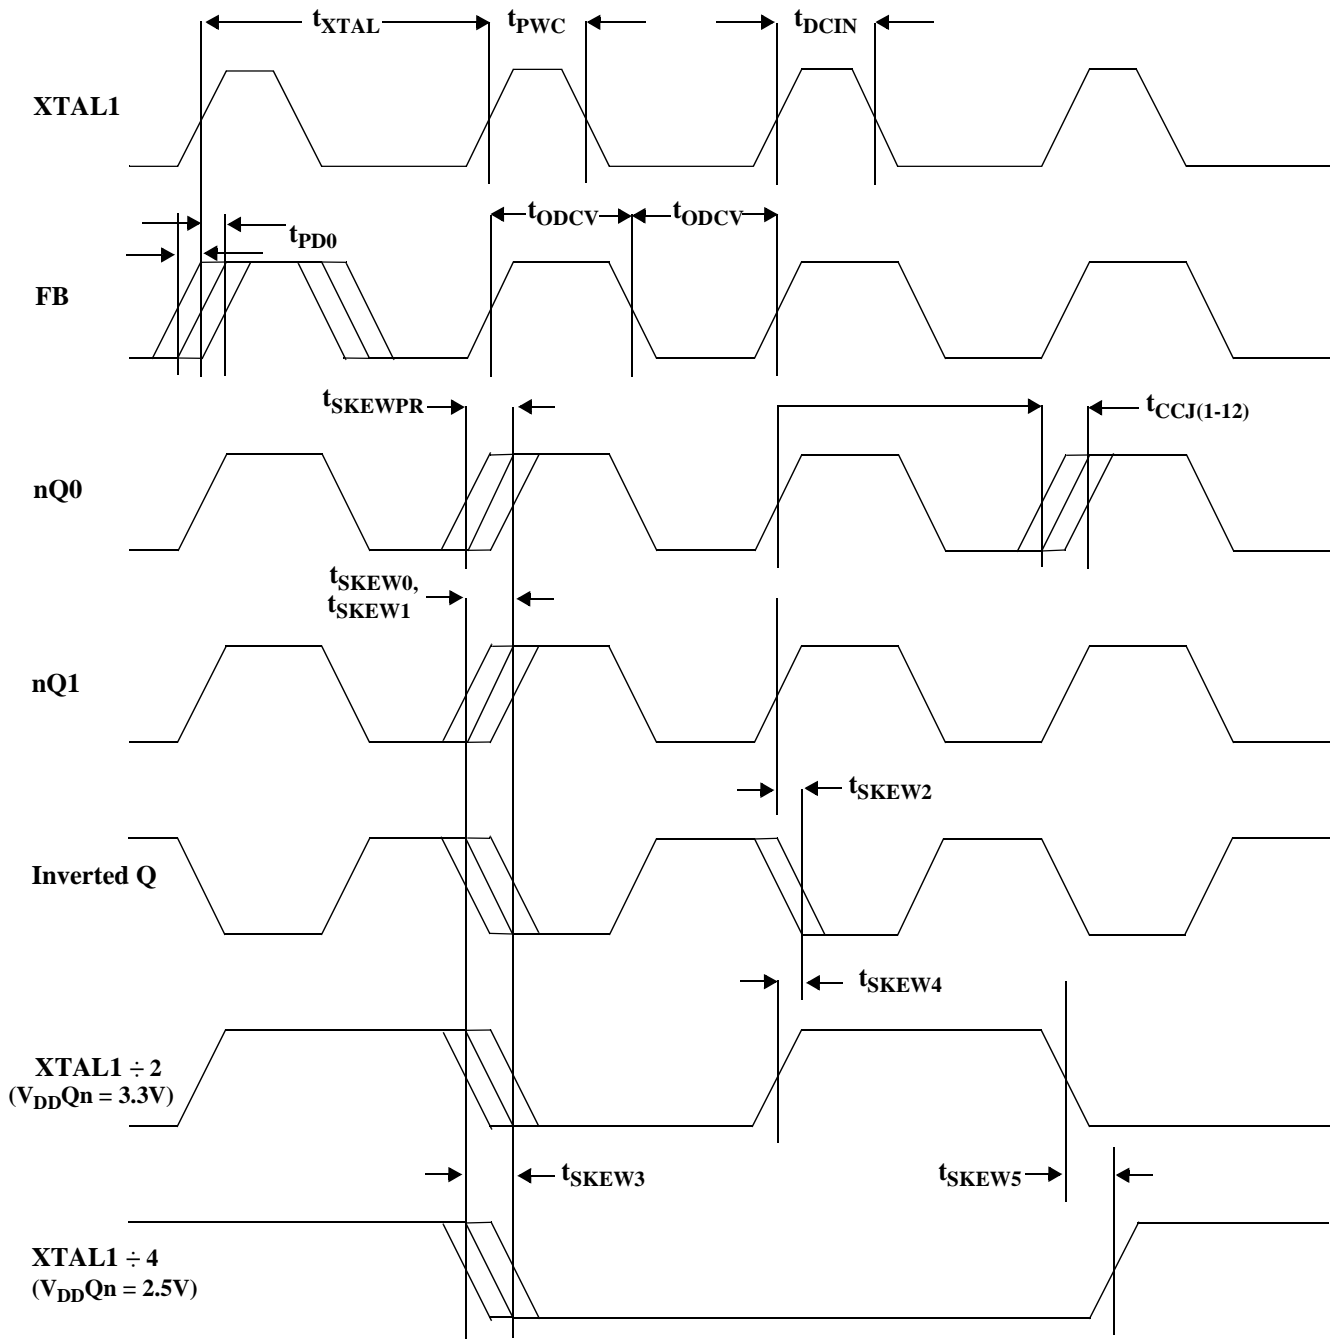 tXTAL tPWC tDCIN
XTAL1
tODCV tODCV
tPD0
FB
tSKEWPR tCCJ(1-12)
nQ0
tSKEW0,
tSKEW1
nQ1
tSKEW2
Inverted Q
tSKEW4
XTAL1 ÷ 2
(VDDQn = 3.3V)
tSKEW3 tSKEW5
XTAL1 ÷ 4
(VDDQn = 2.5V)